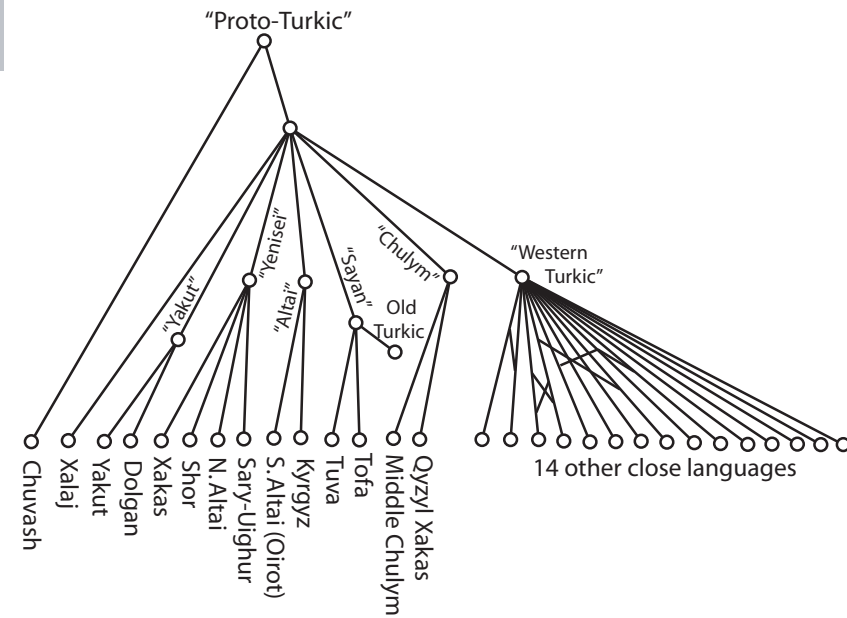 “Proto-Turkic”
“Yakut”
“Yenisei”
“Altai”
“Sayan”
Old
Turkic
“Chulym”
“Western
Turkic”
Chuvash
Xalaj
Yakut
Dolgan
Xakas
Shor
N. Altai
Sary-Uighur
S. Altai (Oirot)
Kyrgyz
Tuva
Tofa
Middle Chulym
Qyzyl Xakas
14 other close languages